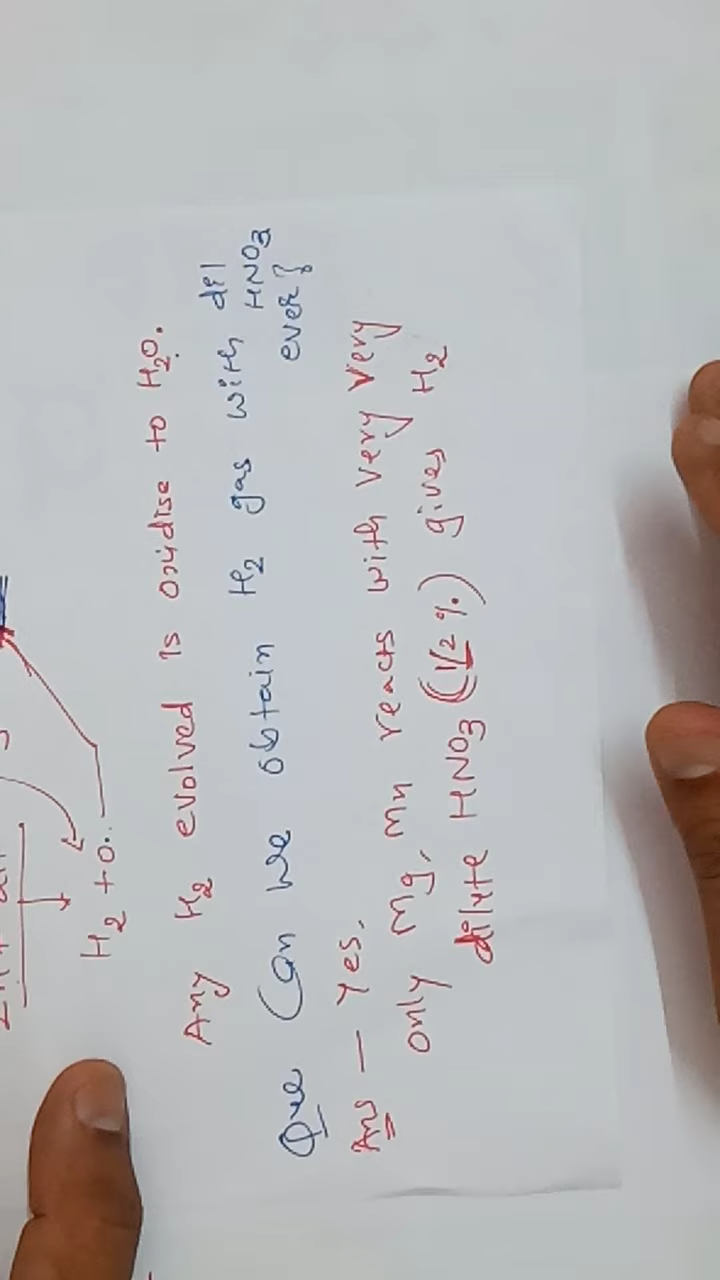 H2 + O.
Any H2 evolved is oxidise to H2O.
Que Can we obtain H2 gas with dil
HNO3
ever?
Ans — Yes.
only Mg, Mn reacts with very very
dilute HNO3 (1/2 %) gives H2